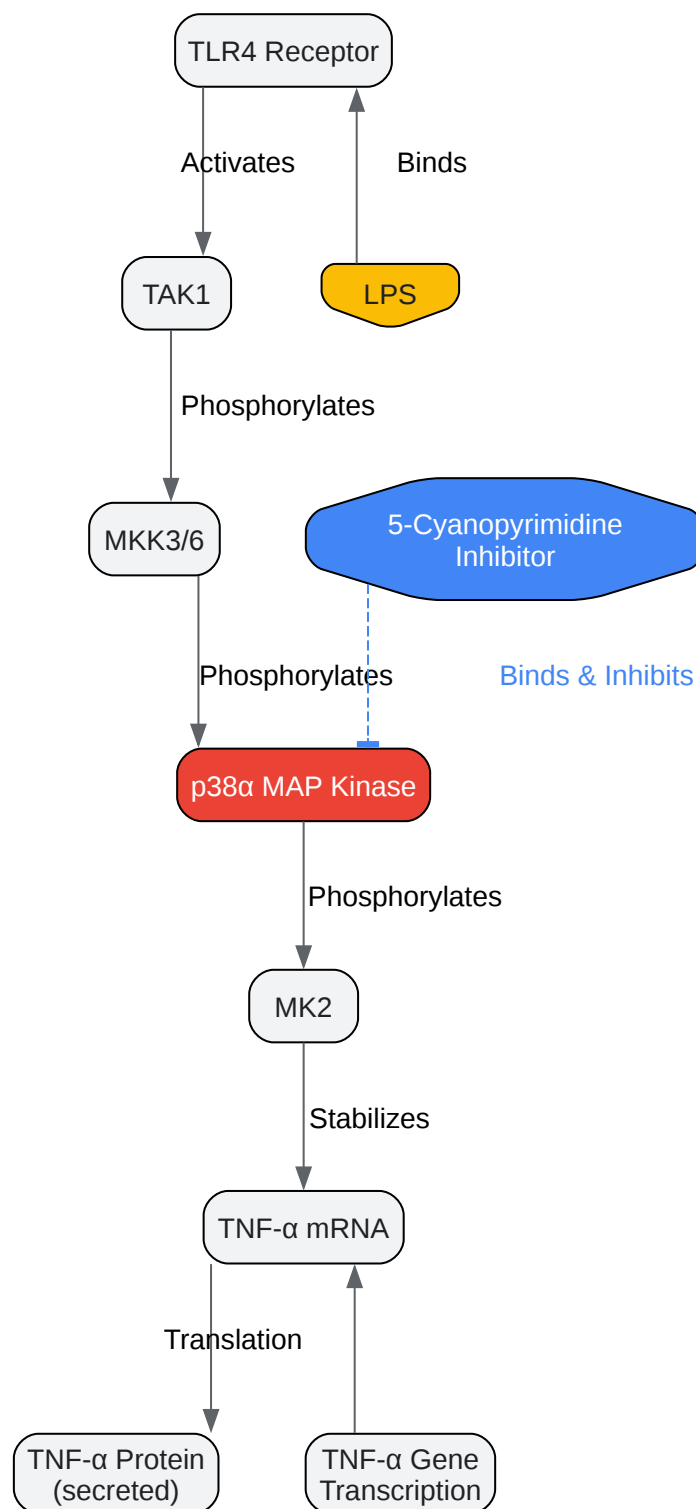 TLR4 Receptor
Activates
Binds
TAK1
LPS
Phosphorylates
MKK3/6
5-Cyanopyrimidine
Inhibitor
Phosphorylates
Binds & Inhibits
p38α MAP Kinase
Phosphorylates
MK2
Stabilizes
TNF-α mRNA
Translation
TNF-α Protein
(secreted)
TNF-α Gene
Transcription